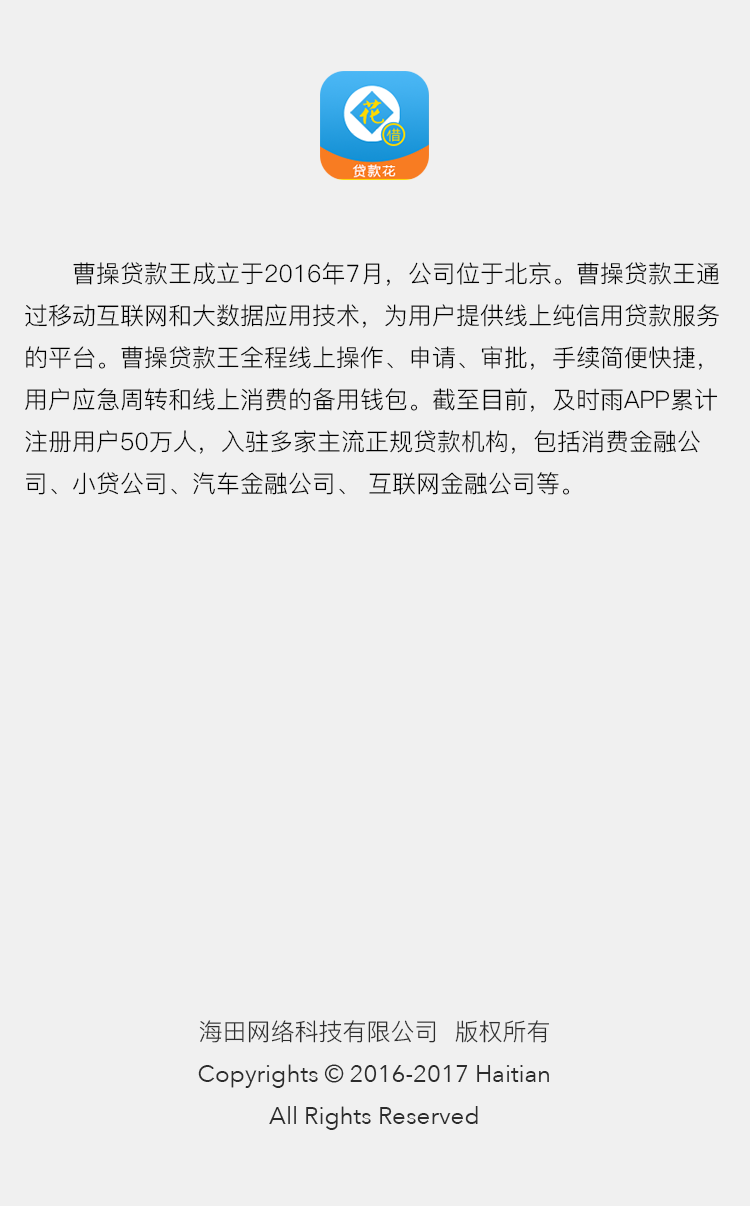 花
借
贷款花
曹操贷款王成立于2016年7月，公司位于北京。曹操贷款王通
过移动互联网和大数据应用技术，为用户提供线上纯信用贷款服务
的平台。曹操贷款王全程线上操作、申请、审批，手续简便快捷，
用户应急周转和线上消费的备用钱包。截至目前，及时雨APP累计
注册用户50万人，入驻多家主流正规贷款机构，包括消费金融公
司、小贷公司、汽车金融公司、 互联网金融公司等。
海田网络科技有限公司 版权所有
Copyrights © 2016-2017 Haitian
All Rights Reserved